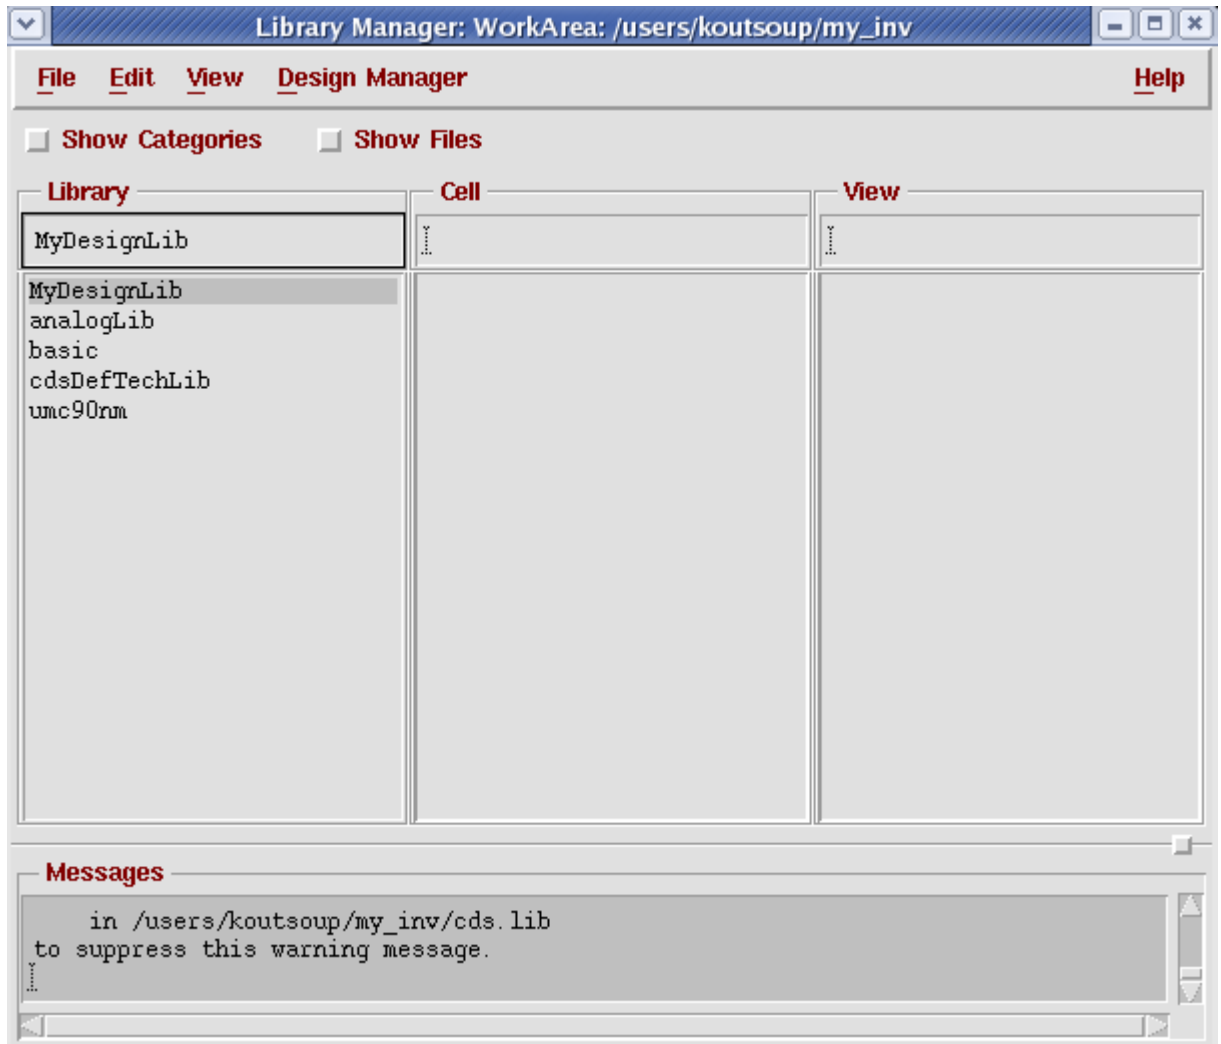 Library Manager: WorkArea: /users/koutsoup/my_inv
File Edit View Design Manager Help
Show Categories Show Files
Library Cell View
MyDesignLib
MyDesignLib
analogLib
basic
cdsDefTechLib
umc90nm
Messages
in /users/koutsoup/my_inv/cds.lib
to suppress this warning message.